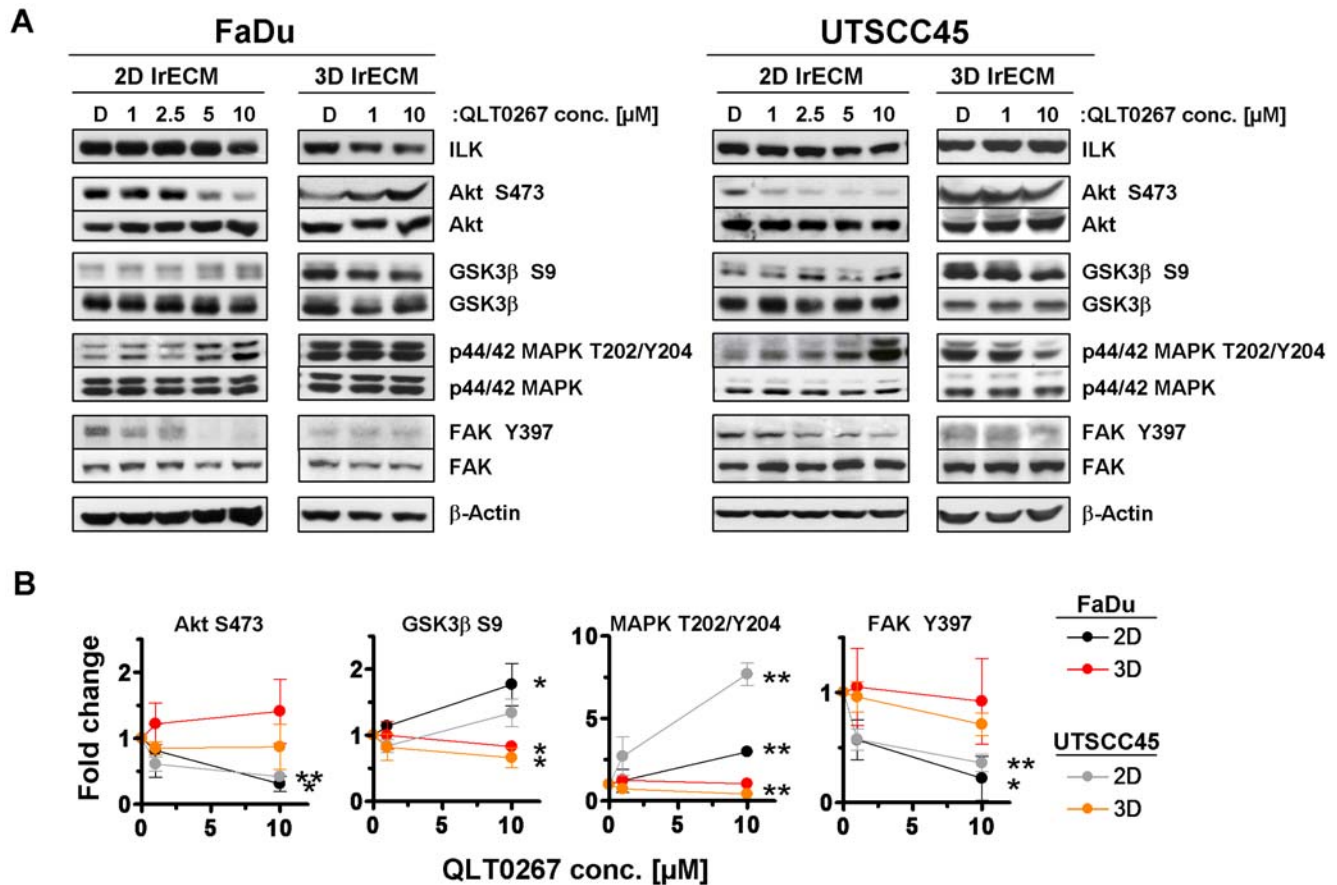 A
FaDu
UTSCC45
2D IrECM 3D IrECM 2D IrECM 3D IrECM
D 1 2.5 5 10 D 1 10 :QLT0267 conc. [µM] D 1 2.5 5 10 D 1 10 :QLT0267 conc. [µM]
ILK ILK
Akt S473 Akt S473
Akt Akt
GSK3β S9 GSK3β S9
GSK3β GSK3β
p44/42 MAPK T202/Y204 p44/42 MAPK T202/Y204
p44/42 MAPK p44/42 MAPK
FAK Y397 FAK Y397
FAK FAK
β-Actin β-Actin
B
Akt S473 GSK3β S9 MAPK T202/Y204 FAK Y397
Fold change
2 2 10 1
1 1 7.5
5
2.5
0 0 0 0
** * ** **
* * ** *
* **
0 5 10 0 5 10 0 5 10 0 5 10
QLT0267 conc. [µM]
FaDu
2D
3D
UTSCC45
2D
3D